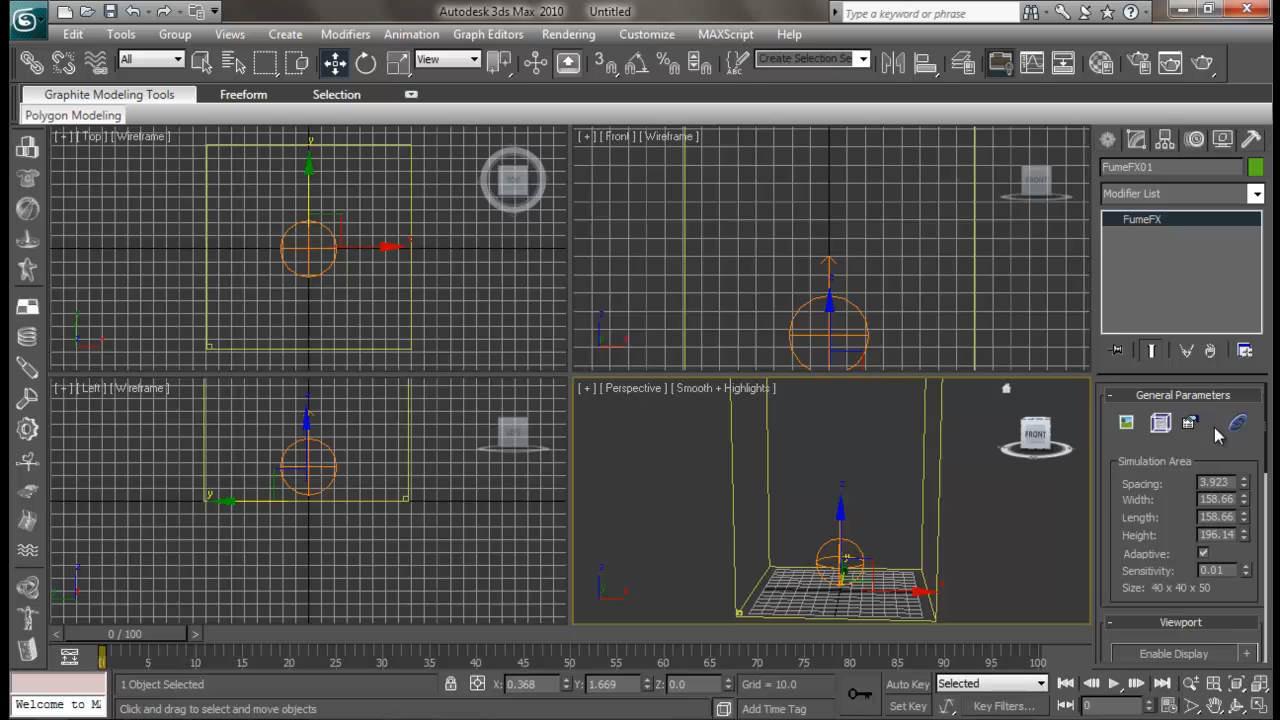 Autodesk 3ds Max 2010 Untitled
Type a keyword or phrase
Edit Tools Group Views Create Modifiers Animation Graph Editors Rendering Customize MAXScript Help
All View Create Selection Se
Graphite Modeling Tools Freeform Selection
Polygon Modeling
[ + ] [ Top ] [ Wireframe ]
[ + ] [ Front ] [ Wireframe ]
FumeFX01
Modifier List
FumeFX
[ + ] [ Left ] [ Wireframe ]
[ + ] [ Perspective ] [ Smooth + Highlights ]
FRONT
General Parameters
Simulation Area
Spacing: 3.923
Width: 158.66
Length: 158.66
Height: 196.14
Adaptive:
Sensitivity: 0.01
Size: 40 x 40 x 50
Viewport
Enable Display +
< 0 / 100 >
5 10 15 20 25 30 35 40 45 50 55 60 65 70 75 80 85 90 95 100
1 Object Selected X: 0.368 Y: 1.669 Z: 0.0 Grid = 10.0 Auto Key Selected
Welcome to MA Click and drag to select and move objects Add Time Tag Set Key Key Filters... 0